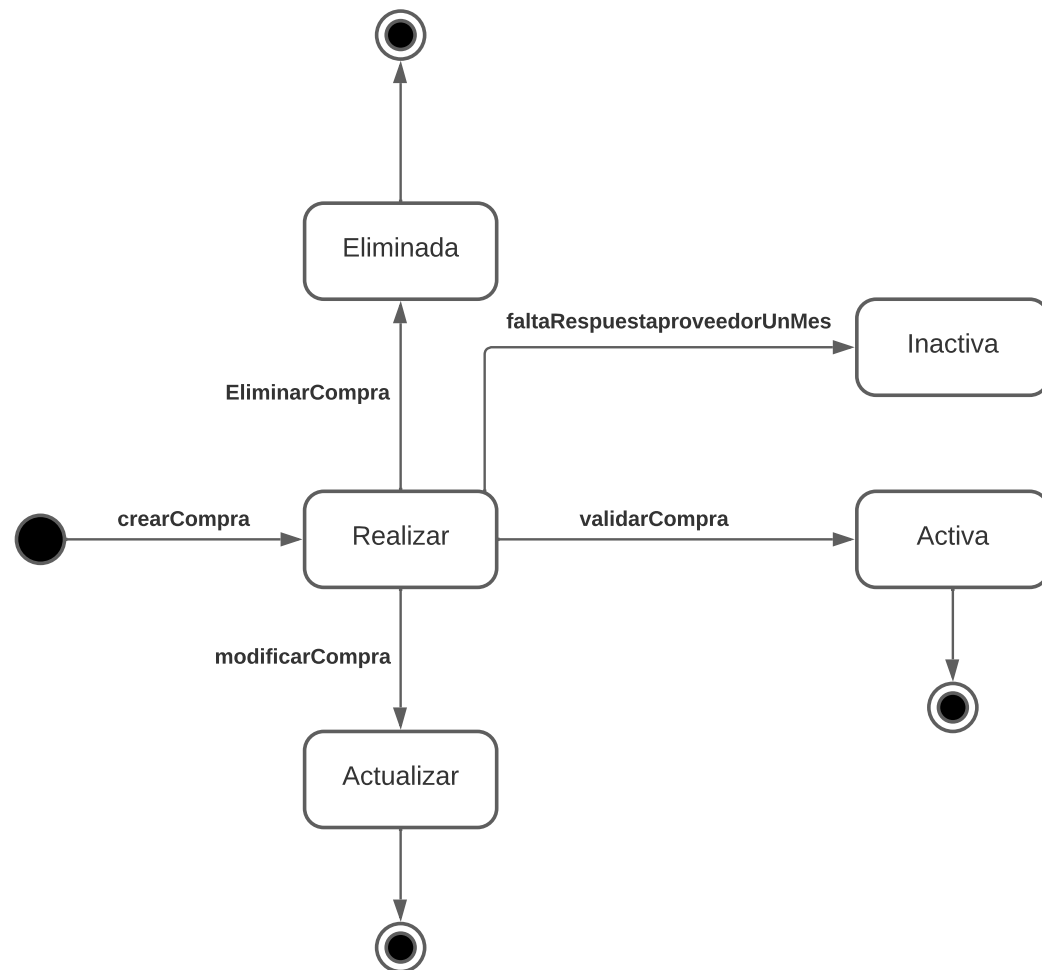 Eliminada
faltaRespuestaproveedorUnMes
Inactiva
EliminarCompra
crearCompra
Realizar
validarCompra
Activa
modificarCompra
Actualizar